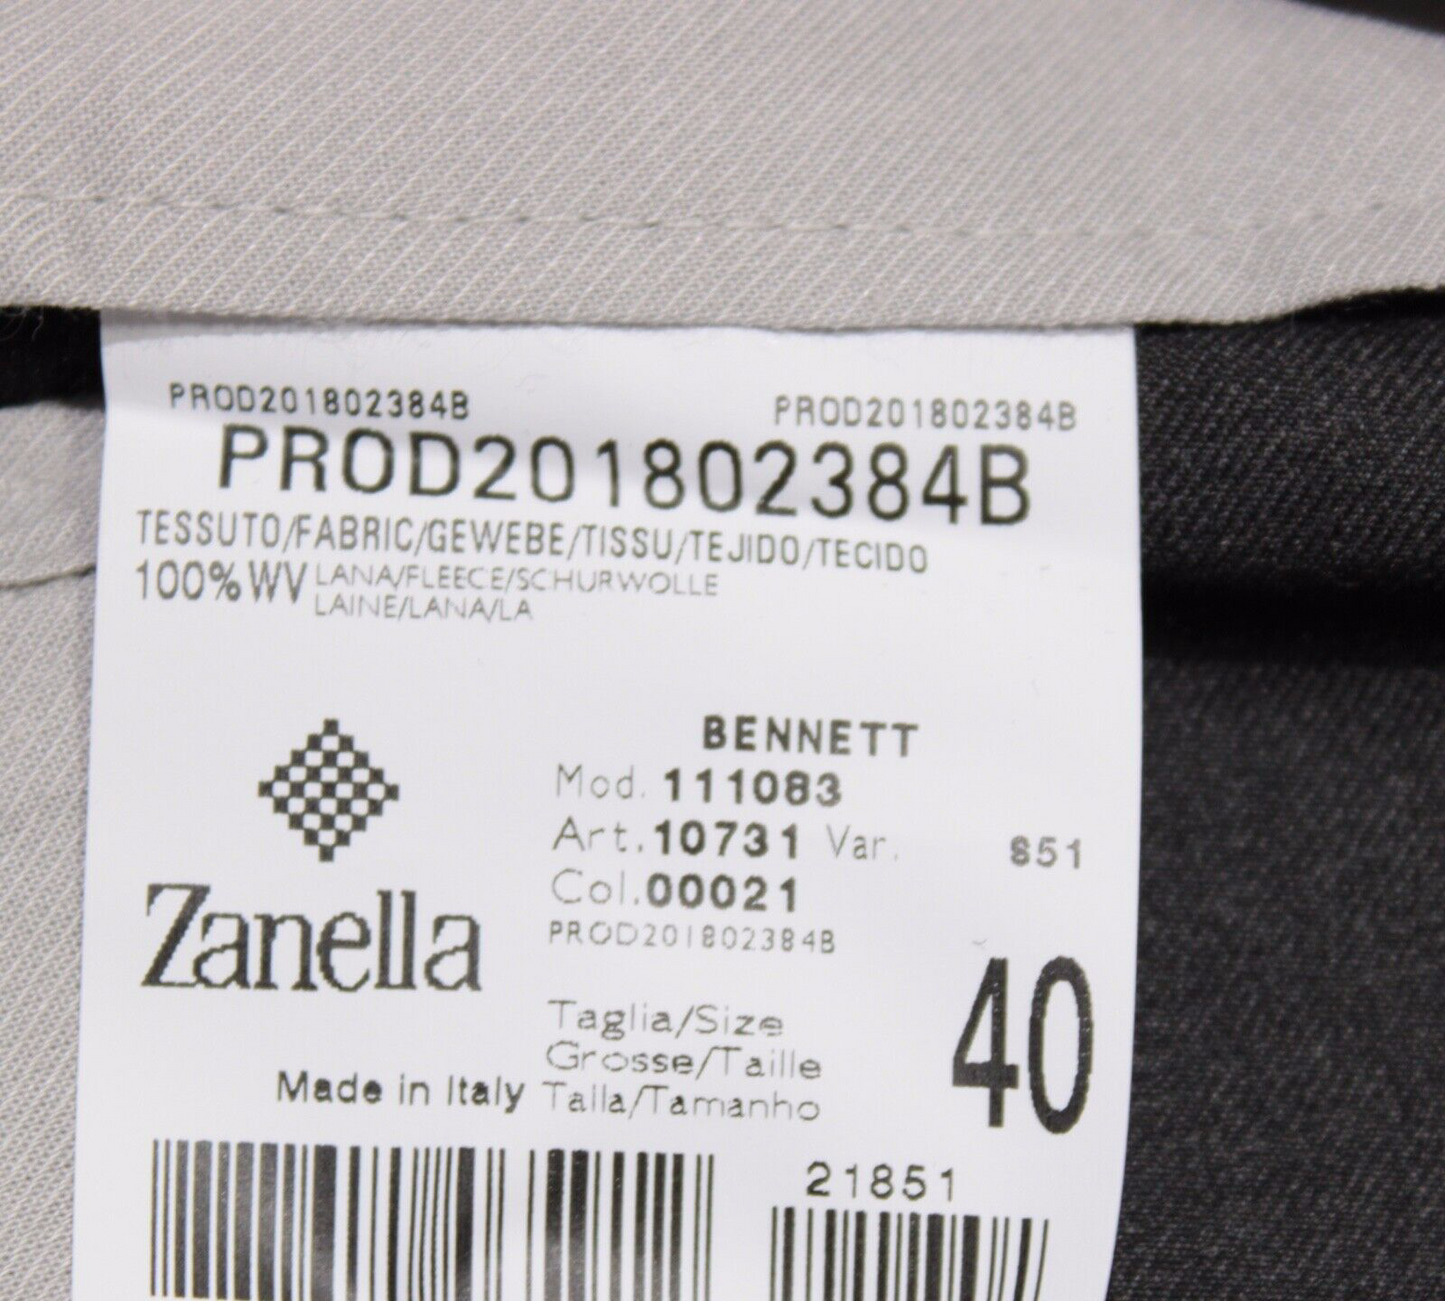 PROD201802384B PROD201802384B
PROD201802384B
TESSUTO/FABRIC/GEWEBE/TISSU/TEJIDO/TECIDO
100%WV LANA/FLEECE/SCHURWOLLE
LAINE/LANA/LA
BENNETT
Mod. 111083
Art.10731 Var. S51
Col.00021
PROD201802384B
Zanella
Taglia/Size
Grosse/Taille
Talla/Tamanho
40
Made in Italy
21851